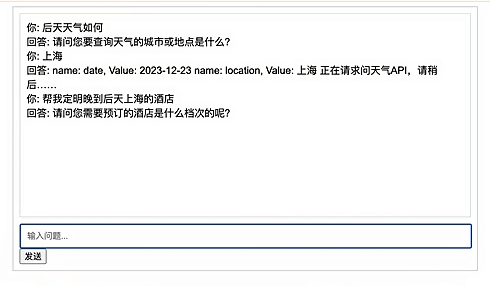 你: 后天天气如何
回答: 请问您要查询天气的城市或地点是什么?
你: 上海
回答: name: date, Value: 2023-12-23 name: location, Value: 上海 正在请求问天气API，请稍
后……
你: 帮我定明晚到后天上海的酒店
回答: 请问您需要预订的酒店是什么档次的呢?
输入问题...
发送